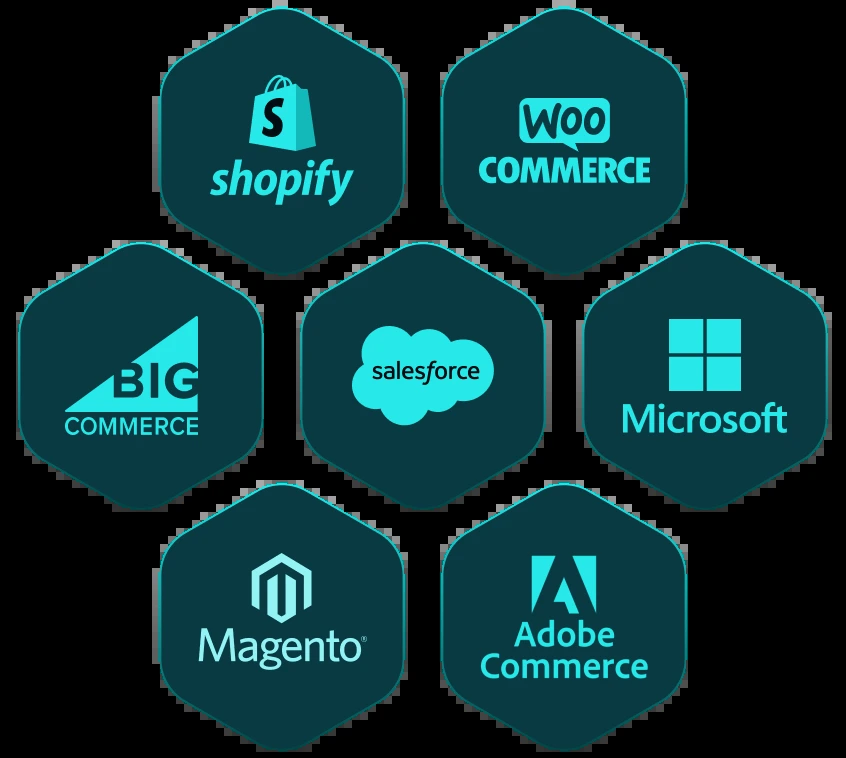 S
shopify
WOO
COMMERCE
BIG
COMMERCE
salesforce
Microsoft
Magento®
Adobe
Commerce